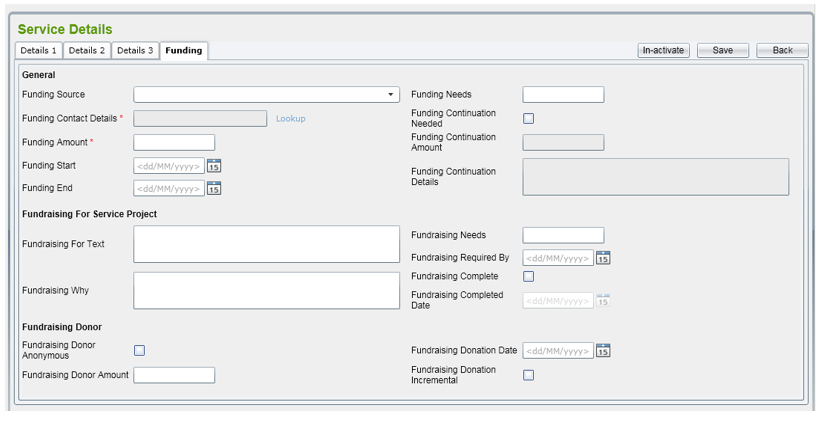 Service Details
Details 1 Details 2 Details 3 Funding In-activate Save Back
General
Funding Source Funding Needs
Funding Contact Details * Lookup Funding Continuation
Needed
Funding Amount * Funding Continuation
Amount
Funding Start <dd/MM/yyyy> 15 Funding Continuation
Details
Funding End <dd/MM/yyyy> 15
Fundraising For Service Project
Fundraising For Text Fundraising Needs
Fundraising Required By <dd/MM/yyyy> 15
Fundraising Why Fundraising Complete
Fundraising Completed
Date <dd/MM/yyyy> 15
Fundraising Donor
Fundraising Donor
Anonymous Fundraising Donation Date <dd/MM/yyyy> 15
Fundraising Donor Amount Fundraising Donation
Incremental